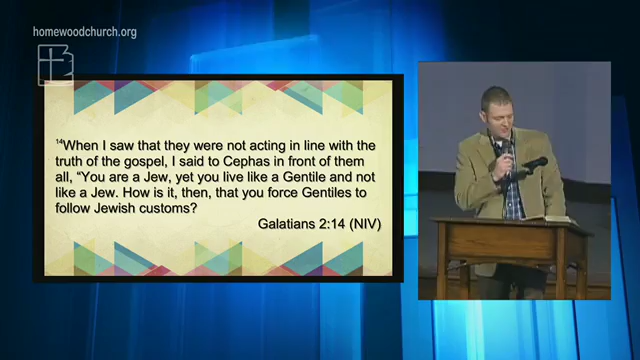 homewoodchurch.org
¹⁴When I saw that they were not acting in line with the
truth of the gospel, I said to Cephas in front of them
all, “You are a Jew, yet you live like a Gentile and not
like a Jew. How is it, then, that you force Gentiles to
follow Jewish customs?
Galatians 2:14 (NIV)